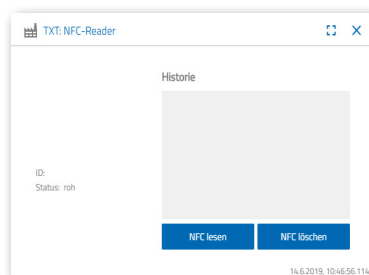 TXT: NFC-Reader
Historie
ID:
Status: roh
NFC lesen
NFC löschen
14.6.2019, 10:46:56.114